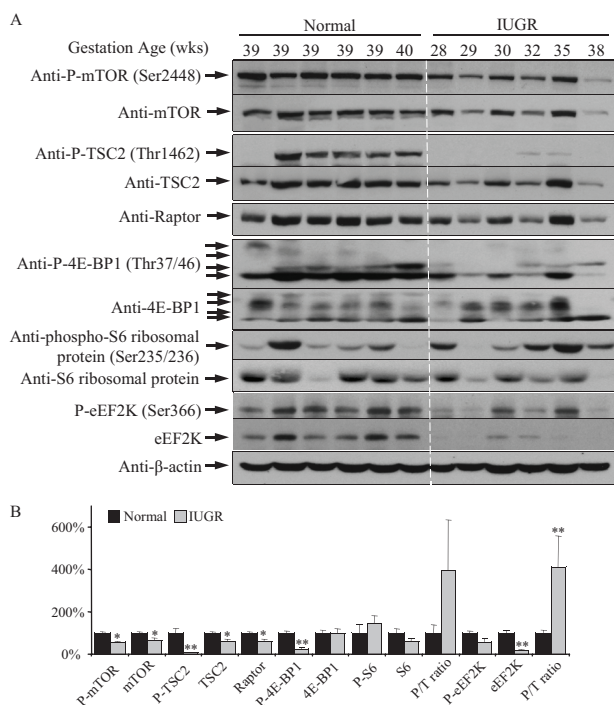 A
Normal
IUGR
Gestation Age (wks)
39 39 39 39 39 40 28 29 30 32 35 38
Anti-P-mTOR (Ser2448)
Anti-mTOR
Anti-P-TSC2 (Thr1462)
Anti-TSC2
Anti-Raptor
Anti-P-4E-BP1 (Thr37/46)
Anti-4E-BP1
Anti-phospho-S6 ribosomal
protein (Ser235/236)
Anti-S6 ribosomal protein
P-eEF2K (Ser366)
eEF2K
Anti-β-actin
B
Normal IUGR
600%
400%
200%
0%
* * ** * * ** ** **
P-mTOR mTOR P-TSC2 TSC2 Raptor P-4E-BP1 4E-BP1 P-S6 S6 P/T ratio P-eEF2K eEF2K P/T ratio